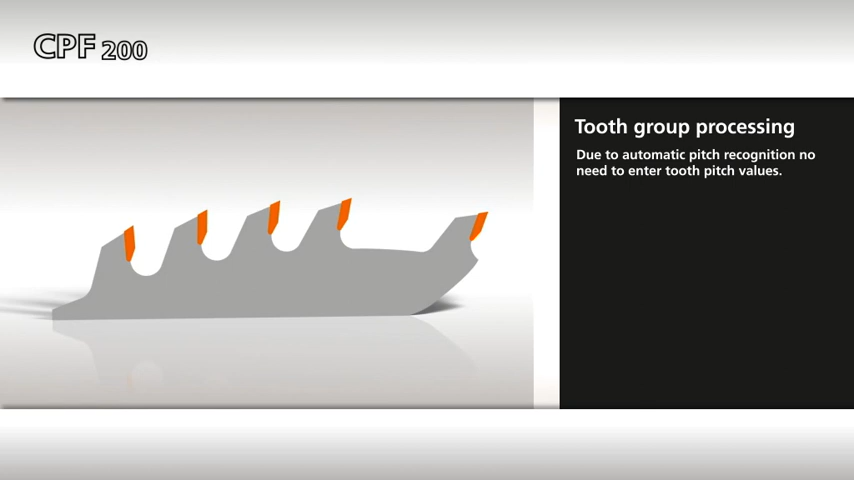 CPF 200
Tooth group processing
Due to automatic pitch recognition no
need to enter tooth pitch values.